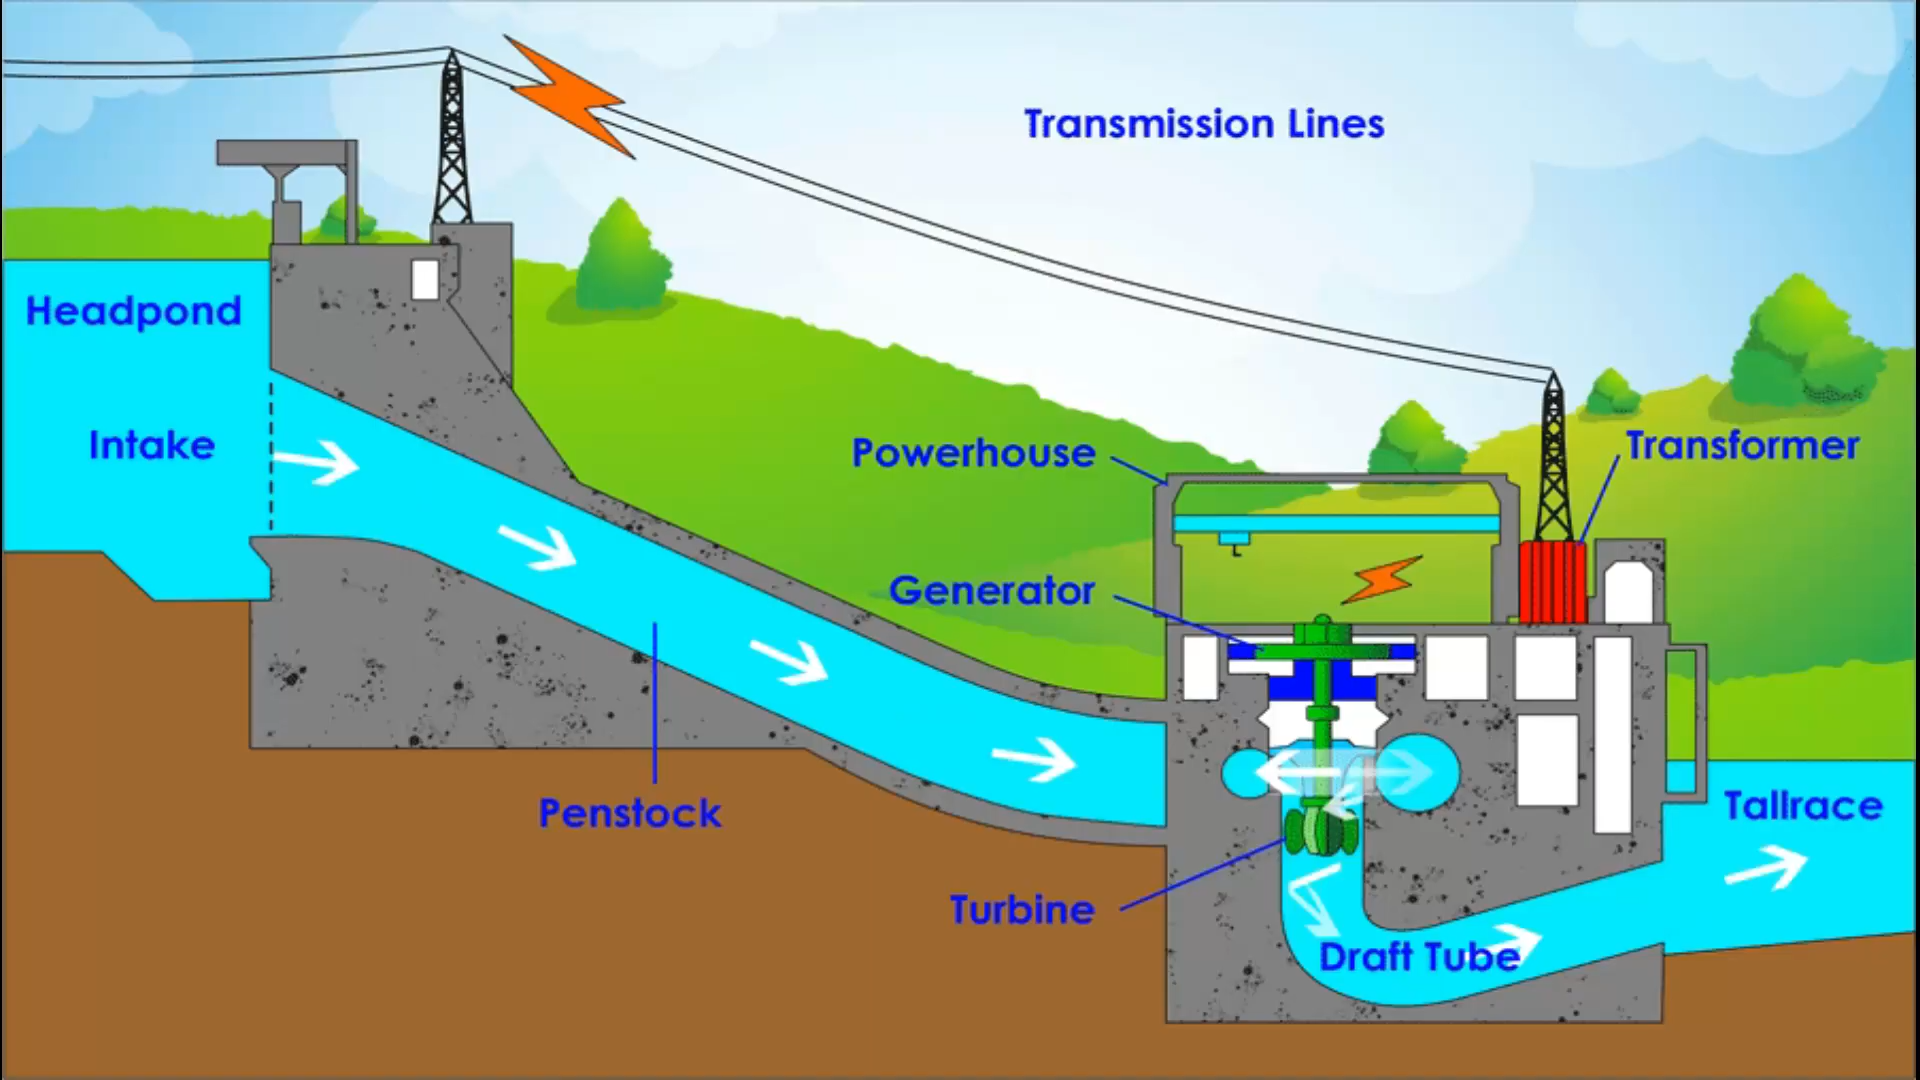 Transmission Lines
Headpond
Intake
Powerhouse
Transformer
Generator
Penstock
Tallrace
Turbine
Draft Tube